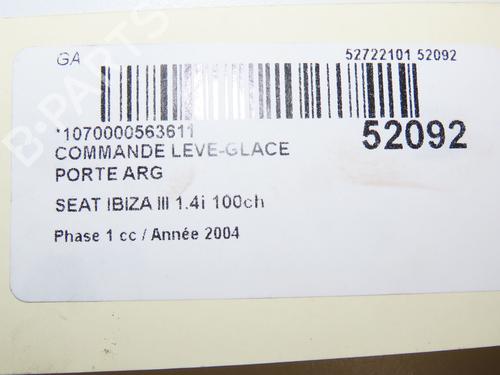 GA 52722101 52092
*1070000563611
52092
COMMANDE LEVE-GLACE
PORTE ARG
SEAT IBIZA III 1.4i 100ch
Phase 1 cc / Année 2004
B-PARTS